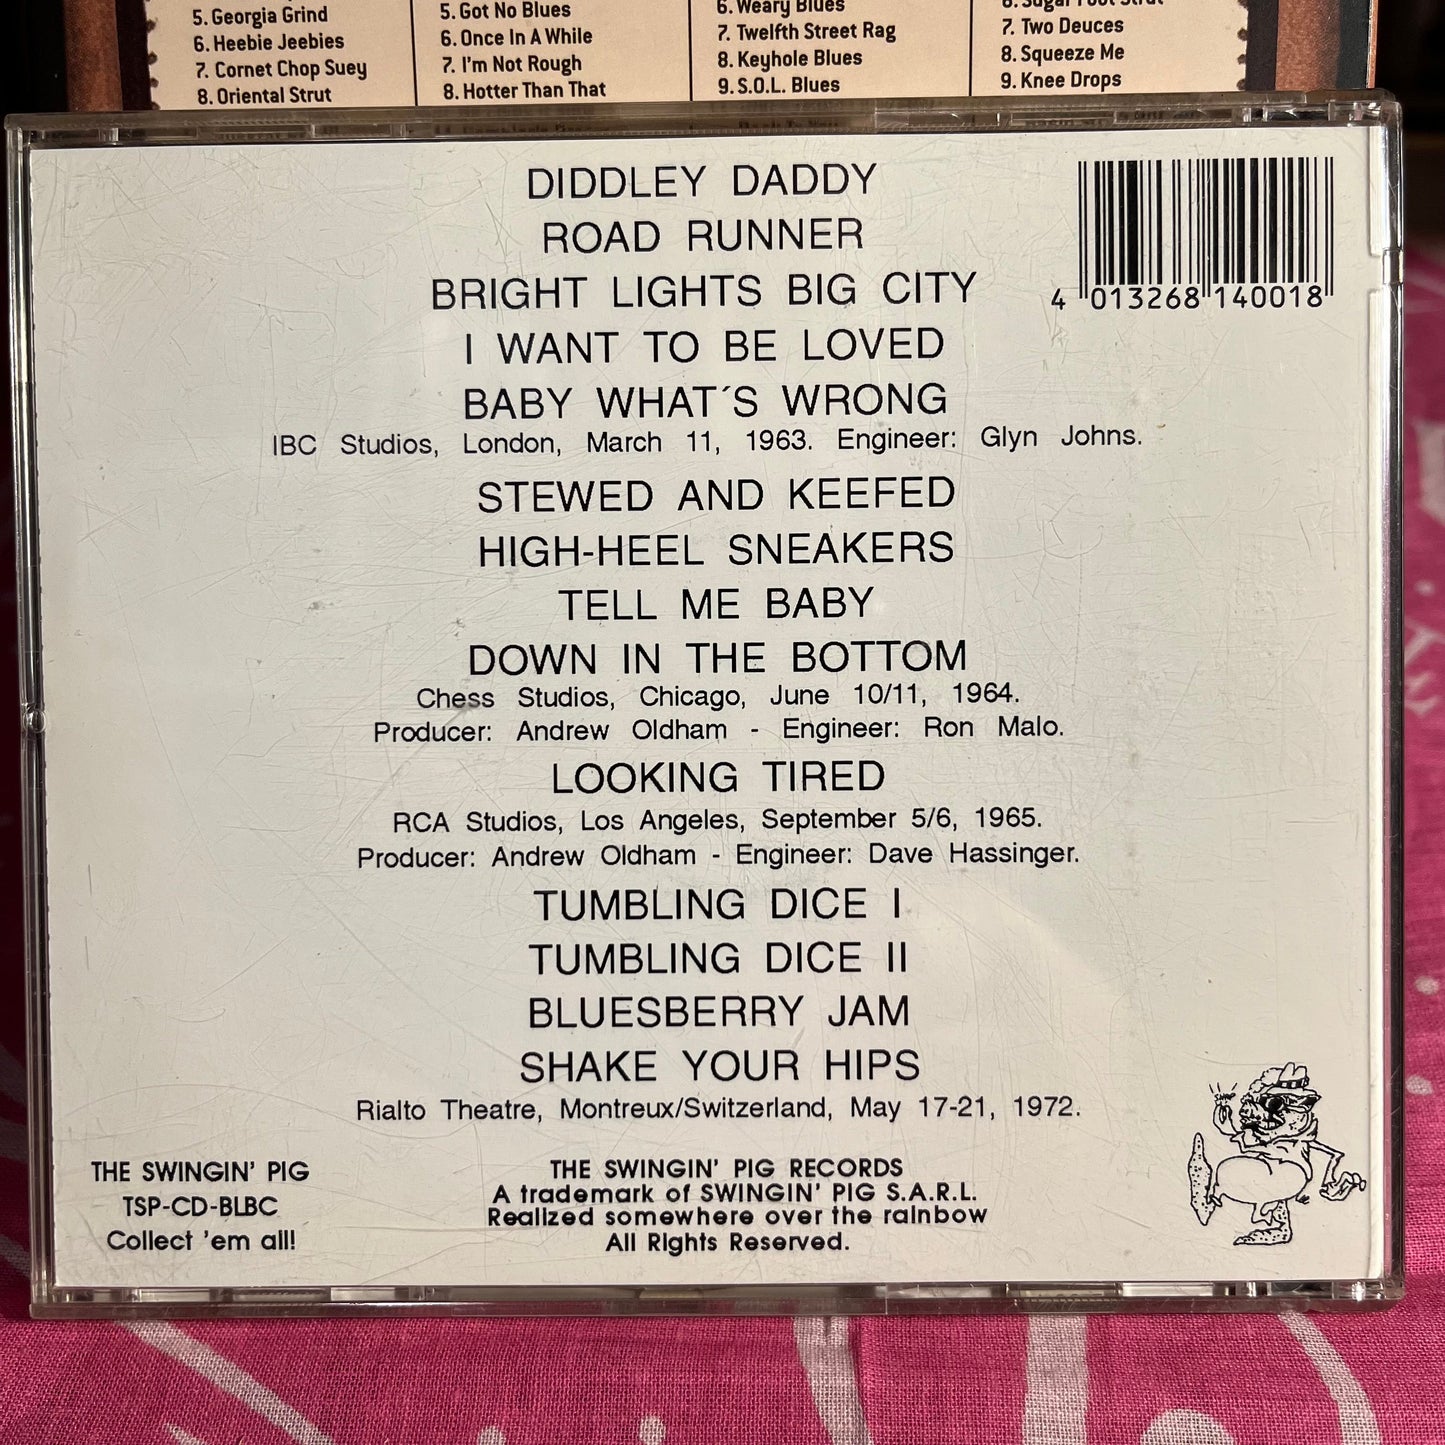 5. Georgia Grind
6. Heebie Jeebies
7. Cornet Chop Suey
8. Oriental Strut
5. Got No Blues
6. Once In A While
7. I'm Not Rough
8. Hotter Than That
6. Weary Blues
7. Twelfth Street Rag
8. Keyhole Blues
9. S.O.L. Blues
6. Sugar Foot Strut
7. Two Deuces
8. Squeeze Me
9. Knee Drops
DIDDLEY DADDY
ROAD RUNNER
BRIGHT LIGHTS BIG CITY
4 013268 140018
I WANT TO BE LOVED
BABY WHAT´S WRONG
IBC Studios, London, March 11, 1963. Engineer: Glyn Johns.
STEWED AND KEEFED
HIGH-HEEL SNEAKERS
TELL ME BABY
DOWN IN THE BOTTOM
Chess Studios, Chicago, June 10/11, 1964.
Producer: Andrew Oldham - Engineer: Ron Malo.
LOOKING TIRED
RCA Studios, Los Angeles, September 5/6, 1965.
Producer: Andrew Oldham - Engineer: Dave Hassinger.
TUMBLING DICE I
TUMBLING DICE II
BLUESBERRY JAM
SHAKE YOUR HIPS
Rialto Theatre, Montreux/Switzerland, May 17-21, 1972.
THE SWINGIN' PIG
TSP-CD-BLBC
Collect 'em all!
THE SWINGIN' PIG RECORDS
A trademark of SWINGIN' PIG S.A.R.L.
Realized somewhere over the rainbow
All Rights Reserved.